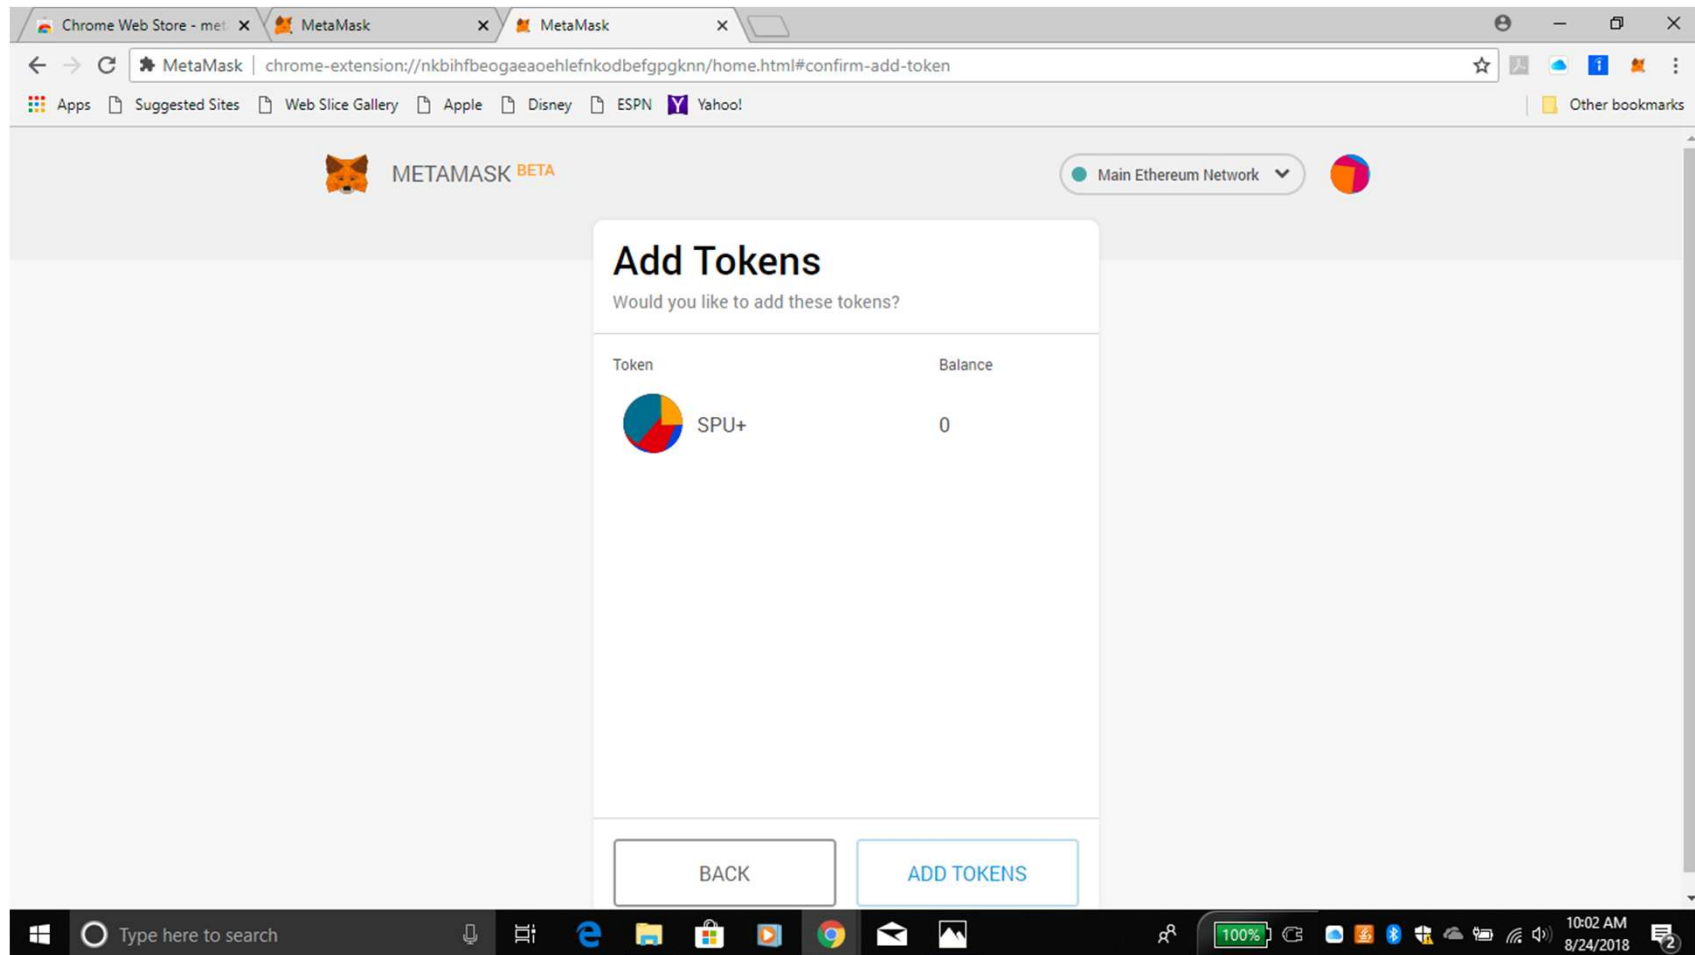 Chrome Web Store - met
MetaMask
MetaMask
MetaMask | chrome-extension://nkbihfbeogaeaoehlefnkodbefgpgknn/home.html#confirm-add-token
Apps Suggested Sites Web Slice Gallery Apple Disney ESPN Yahoo! Other bookmarks
METAMASK BETA
Main Ethereum Network
Add Tokens
Would you like to add these tokens?
Token Balance
SPU+ 0
BACK ADD TOKENS
Type here to search
100%
10:02 AM
8/24/2018
2